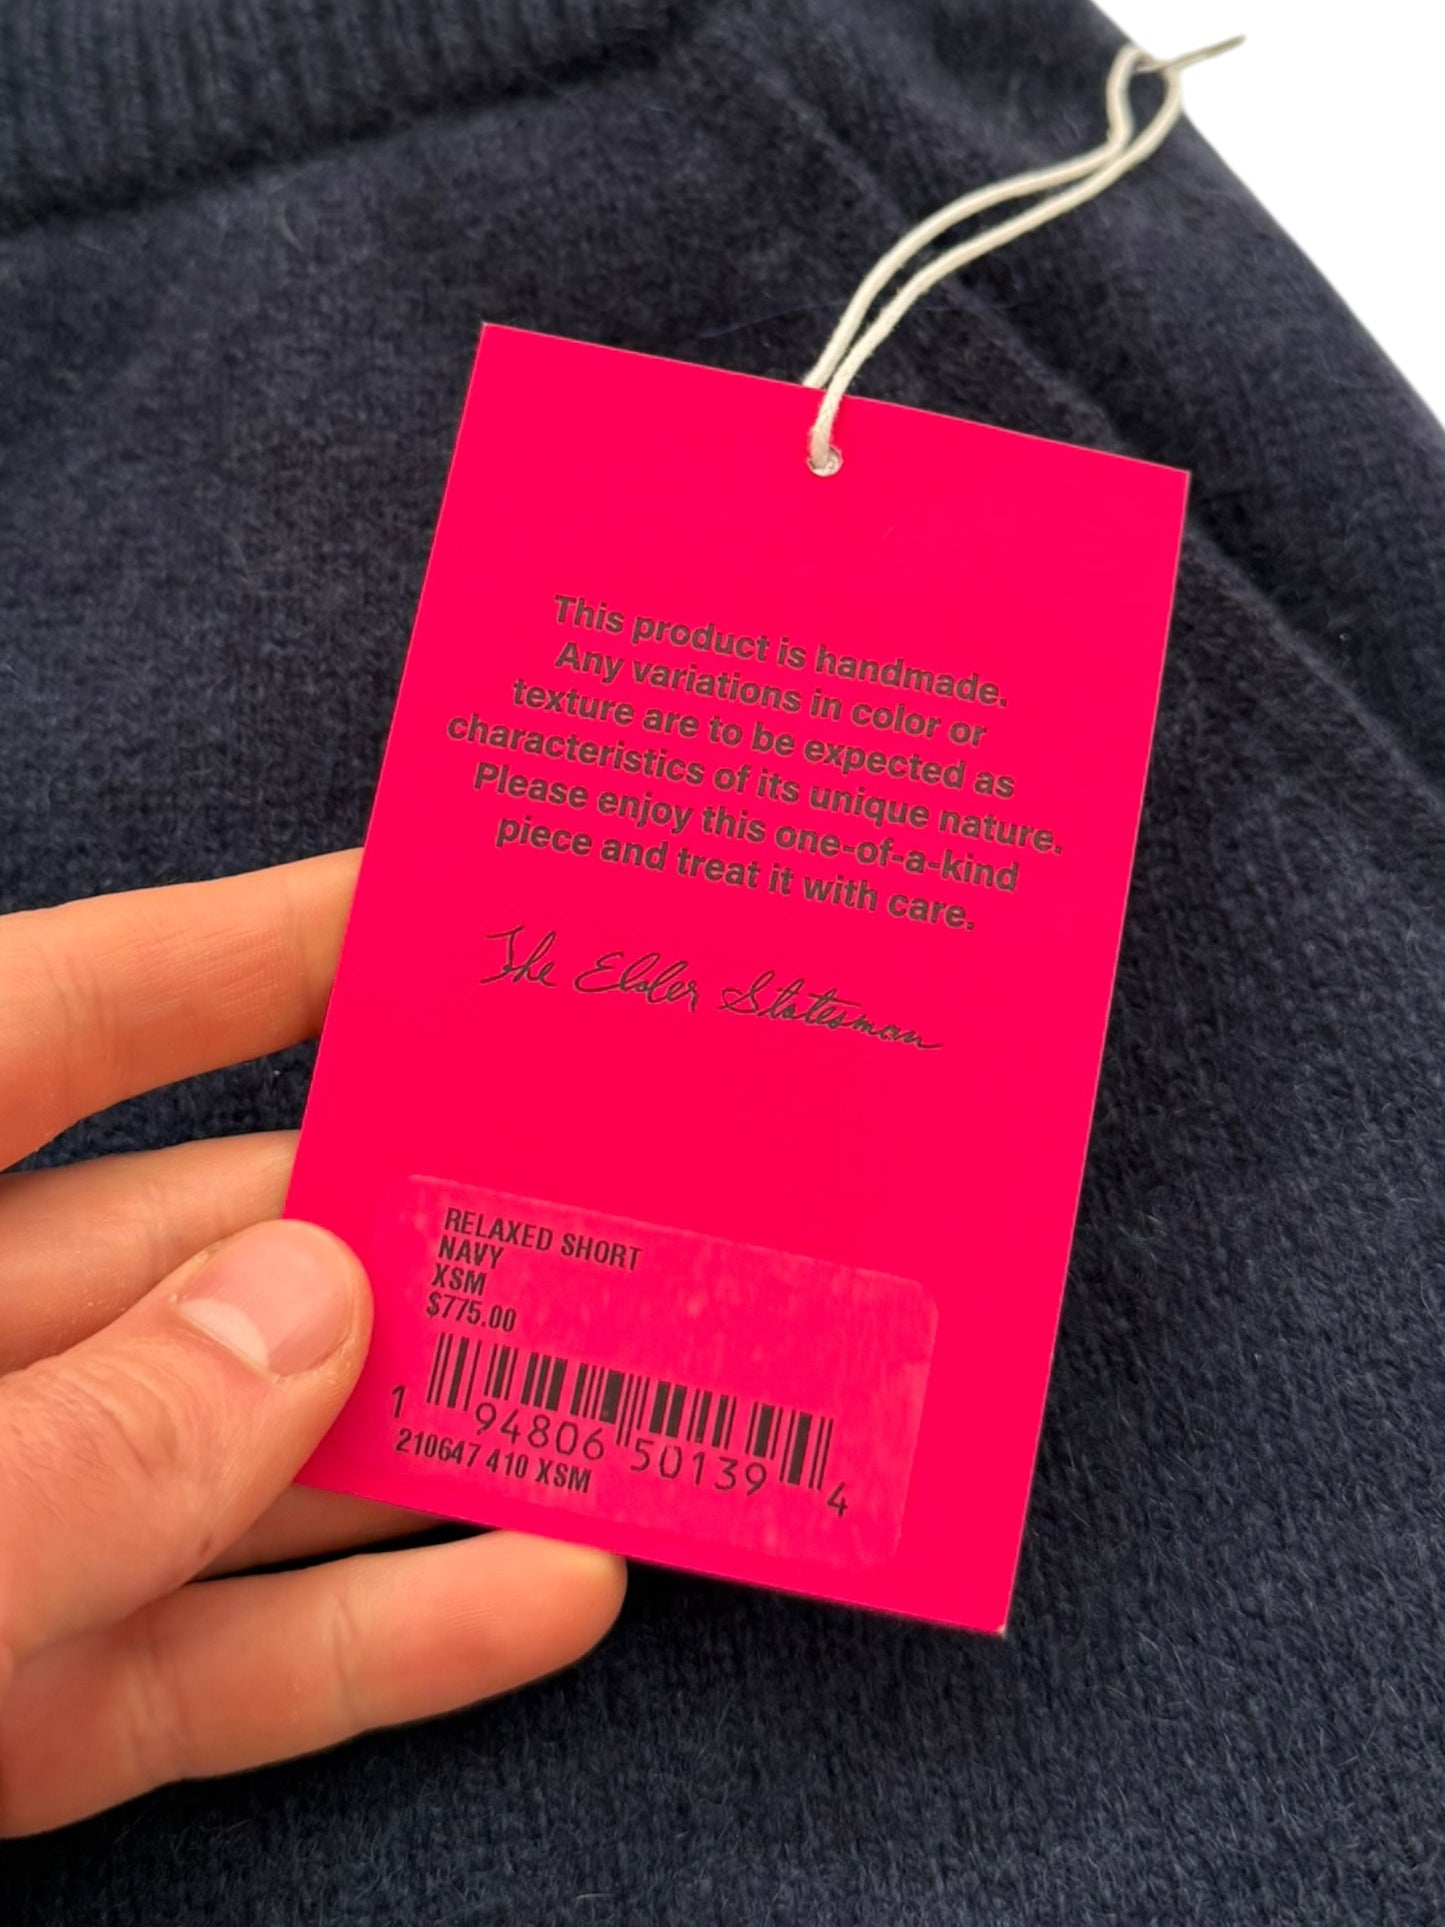 This product is handmade.
Any variations in color or
texture are to be expected as
characteristics of its unique nature.
Please enjoy this one-of-a-kind
piece and treat it with care.
The Elder Statesman
RELAXED SHORT
NAVY
XSM
$775.00
1 94806 50139 4
210647 410 XSM